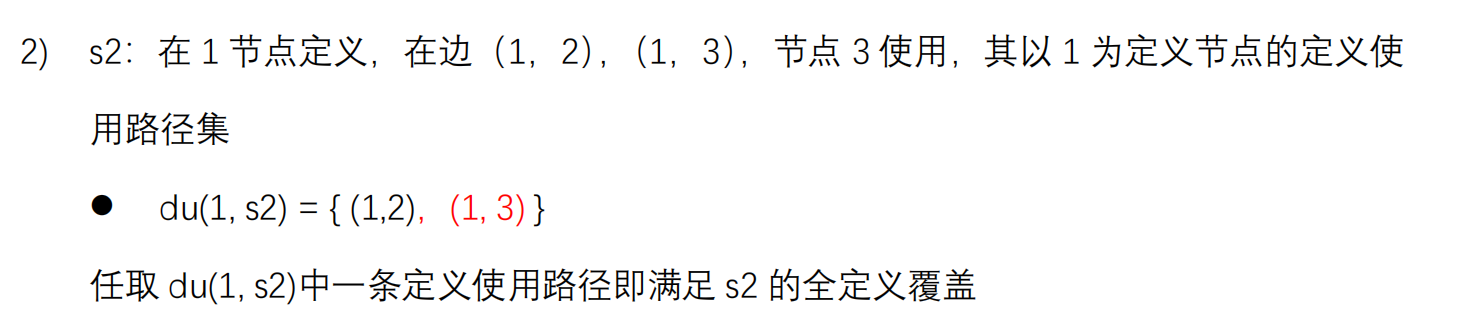 2) s2：在 1 节点定义，在边（1，2），（1，3），节点 3 使用，其以 1 为定义节点的定义使
用路径集
● du(1, s2) = { (1,2)，(1, 3) }
任取 du(1, s2)中一条定义使用路径即满足 s2 的全定义覆盖